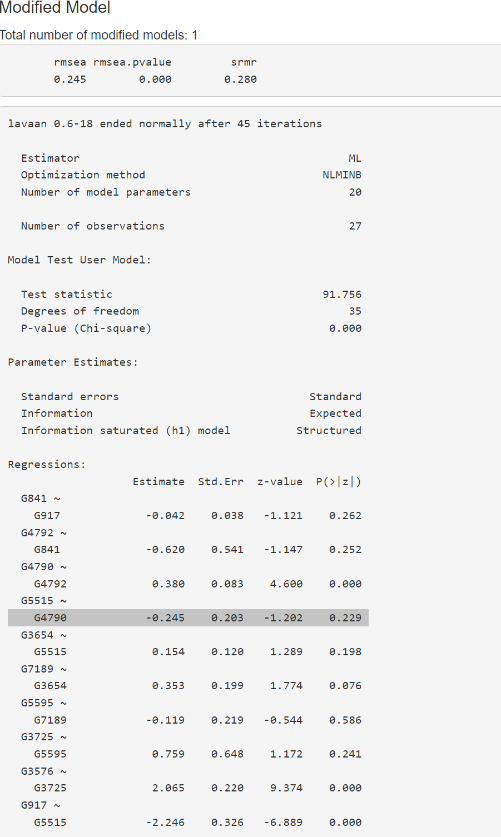 Modified Model
Total number of modified models: 1
rmsea rmsea.pvalue srmr
0.245 0.000 0.280
lavaan 0.6-18 ended normally after 45 iterations
Estimator ML
Optimization method NLMINB
Number of model parameters 20
Number of observations 27
Model Test User Model:
Test statistic 91.756
Degrees of freedom 35
P-value (Chi-square) 0.000
Parameter Estimates:
Standard errors Standard
Information Expected
Information saturated (h1) model Structured
Regressions:
Estimate Std.Err z-value P(>|z|)
G841 ~
G917 -0.042 0.038 -1.121 0.262
G4792 ~
G841 -0.620 0.541 -1.147 0.252
G4790 ~
G4792 0.380 0.083 4.600 0.000
G5515 ~
G4790 -0.245 0.203 -1.202 0.229
G3654 ~
G5515 0.154 0.120 1.289 0.198
G7189 ~
G3654 0.353 0.199 1.774 0.076
G5595 ~
G7189 -0.119 0.219 -0.544 0.586
G3725 ~
G5595 0.759 0.648 1.172 0.241
G3576 ~
G3725 2.065 0.220 9.374 0.000
G917 ~
G5515 -2.246 0.326 -6.889 0.000